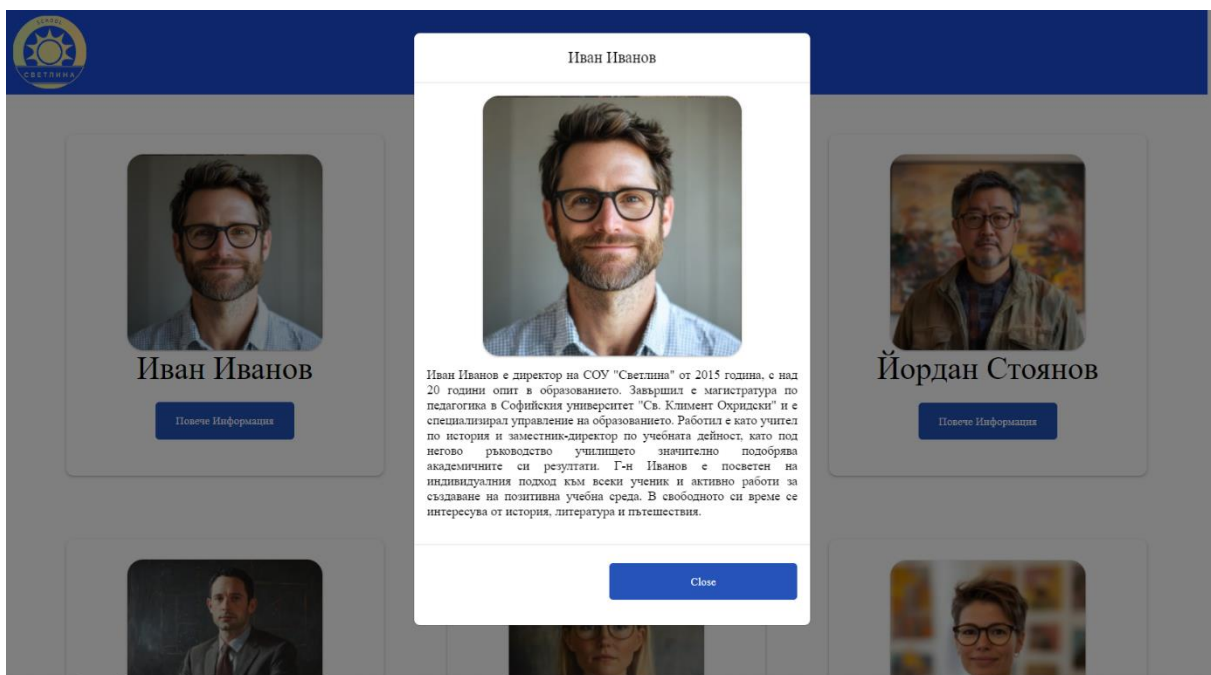 SCHOOL
СВЕТЛИНА
Иван Иванов
Иван Иванов е директор на СОУ "Светлина" от 2015 година, с над
20 години опит в образованието. Завършил е магистратура по
педагогика в Софийския университет "Св. Климент Охридски" и е
специализирал управление на образованието. Работил е като учител
по история и заместник-директор по учебната дейност, като под
негово ръководство училището значително подобрява
академичните си резултати. Г-н Иванов е посветен на
индивидуалния подход към всеки ученик и активно работи за
създаване на позитивна учебна среда. В свободното си време се
интересува от история, литература и пътешествия.
Close
Иван Иванов
Повече Информация
Йордан Стоянов
Повече Информация